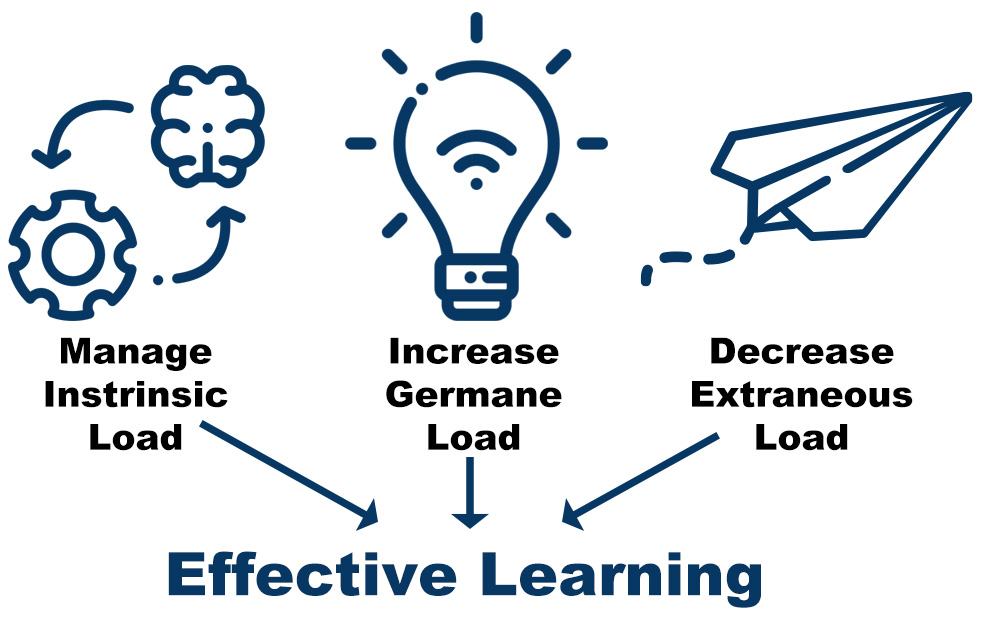 Manage
Instrinsic
Load
Increase
Germane
Load
Decrease
Extraneous
Load
Effective Learning